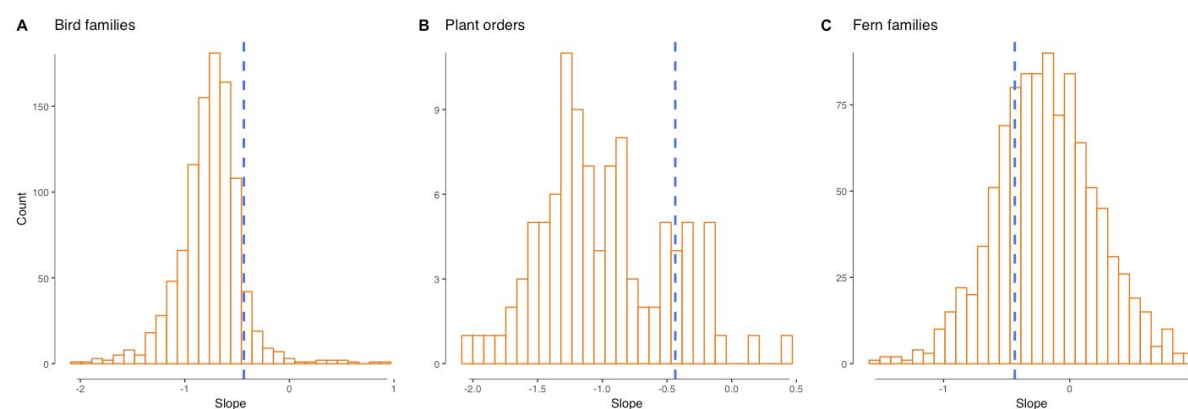 A Bird families
B Plant orders
C Fern families
Count
150
100
50
0
-2 -1 0 1
Slope
9
6
3
0
-2.0 -1.5 -1.0 -0.5 0.0 0.5
Slope
75
50
25
0
-1 0
Slope